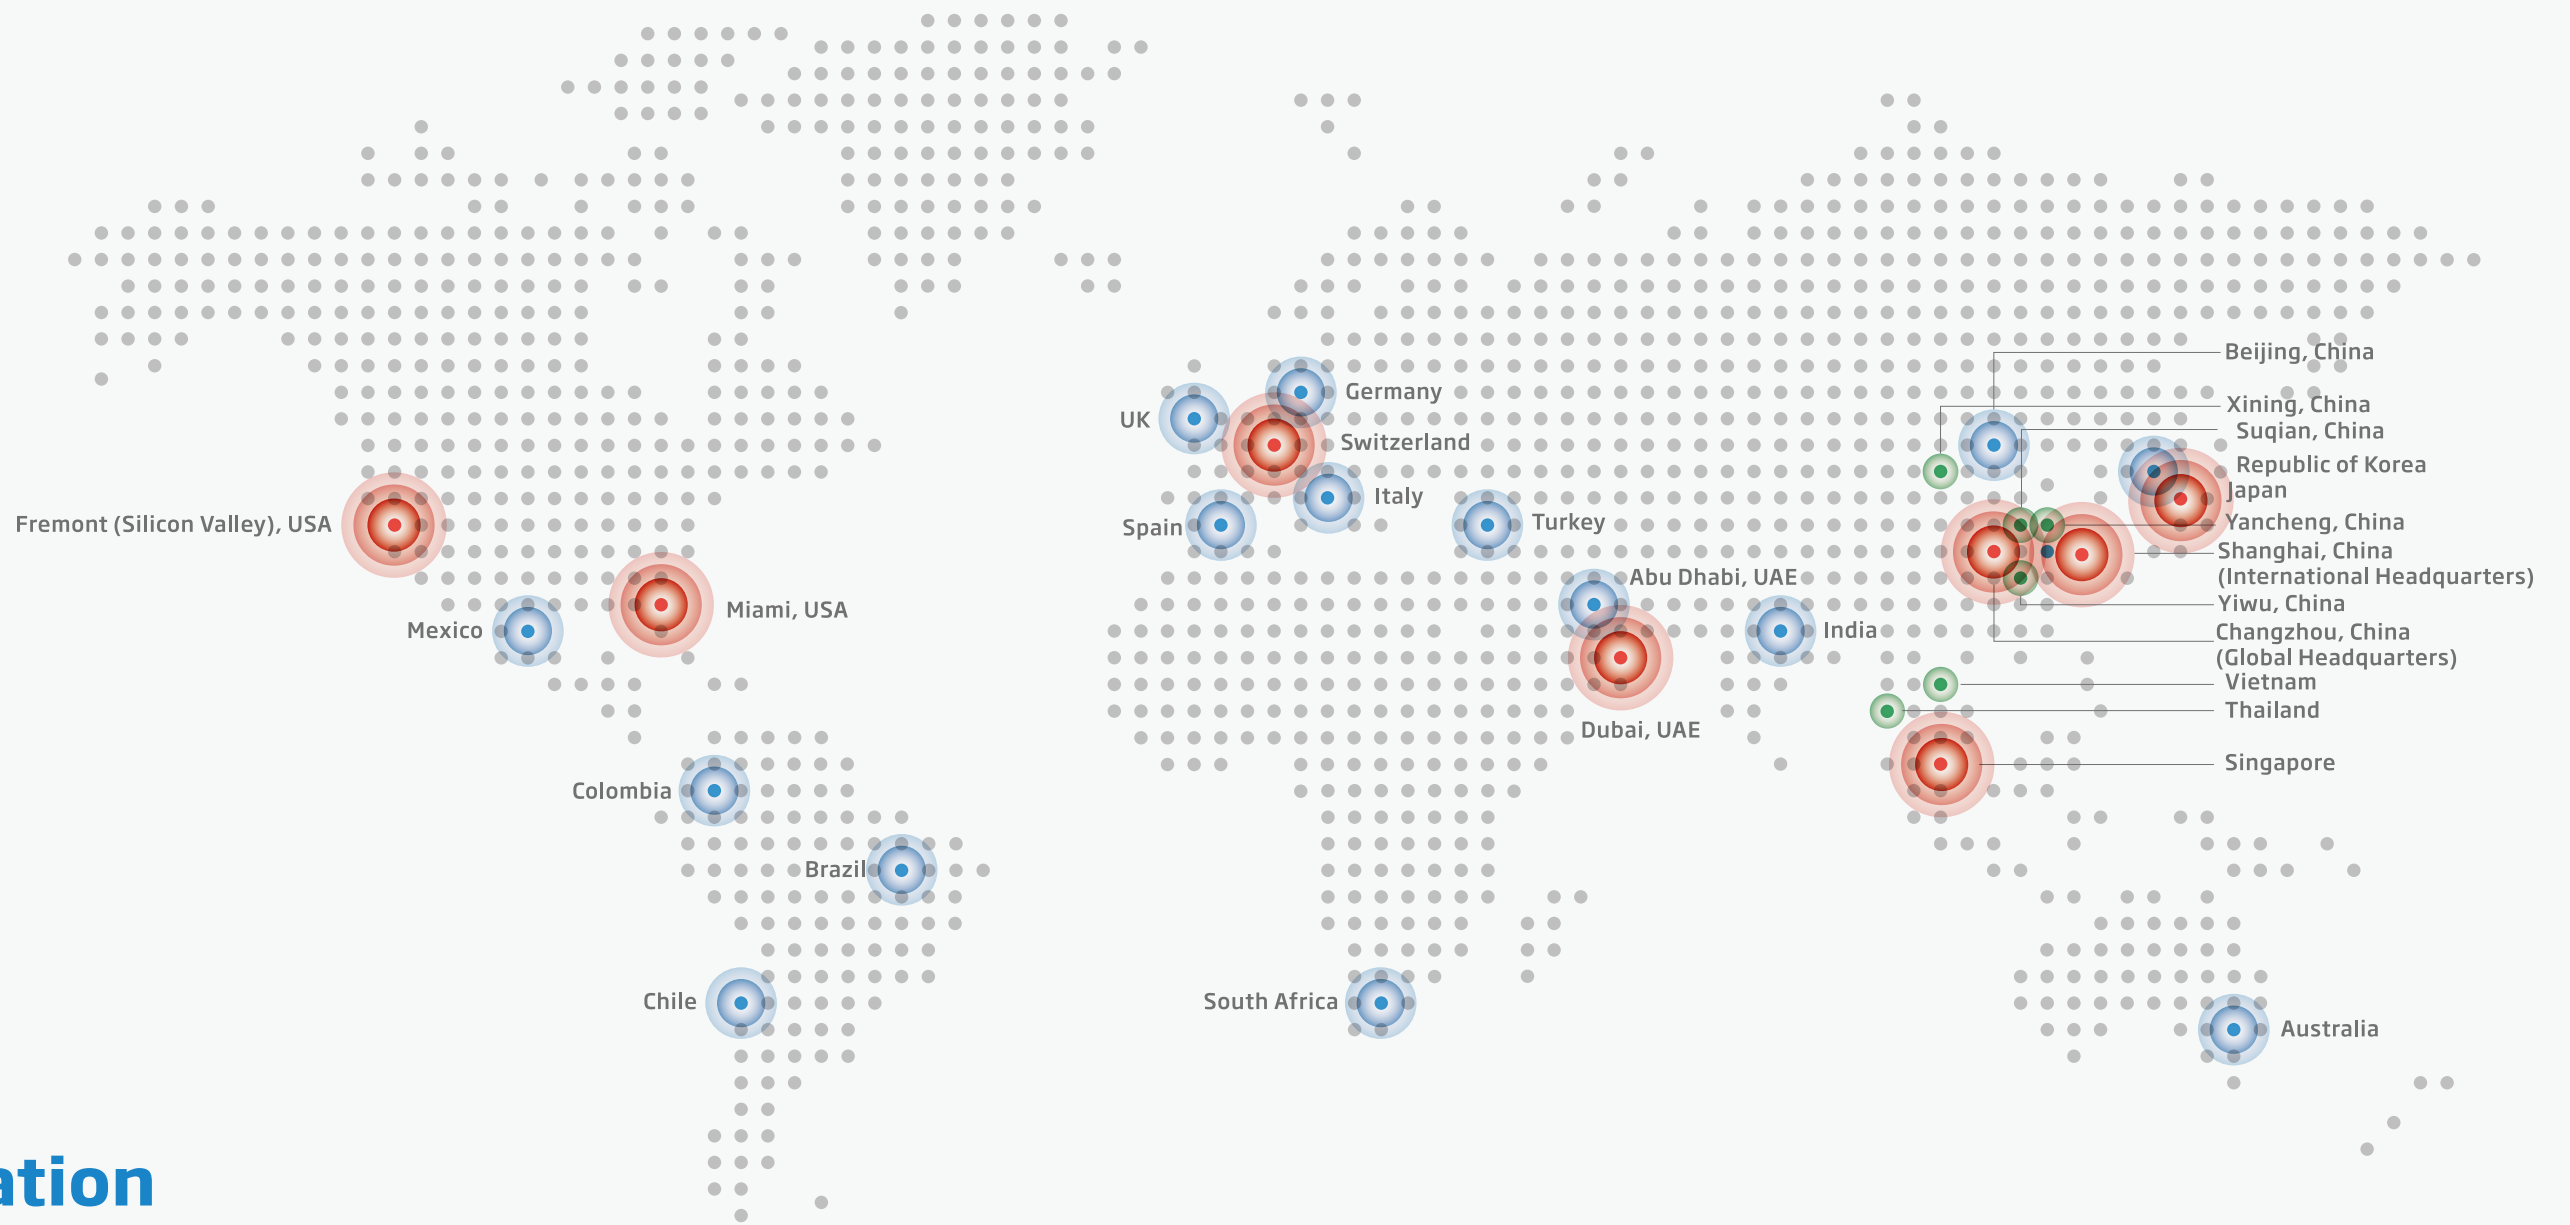 Beijing, China
Germany
Xining, China
UK
Suqian, China
Switzerland
Republic of Korea
Italy
Japan
Fremont (Silicon Valley), USA
Spain
Turkey
Yancheng, China
Shanghai, China
(International Headquarters)
Abu Dhabi, UAE
Yiwu, China
Miami, USA
Mexico
India
Changzhou, China
(Global Headquarters)
Vietnam
Thailand
Dubai, UAE
Singapore
Colombia
Brazil
Chile
South Africa
Australia
ation